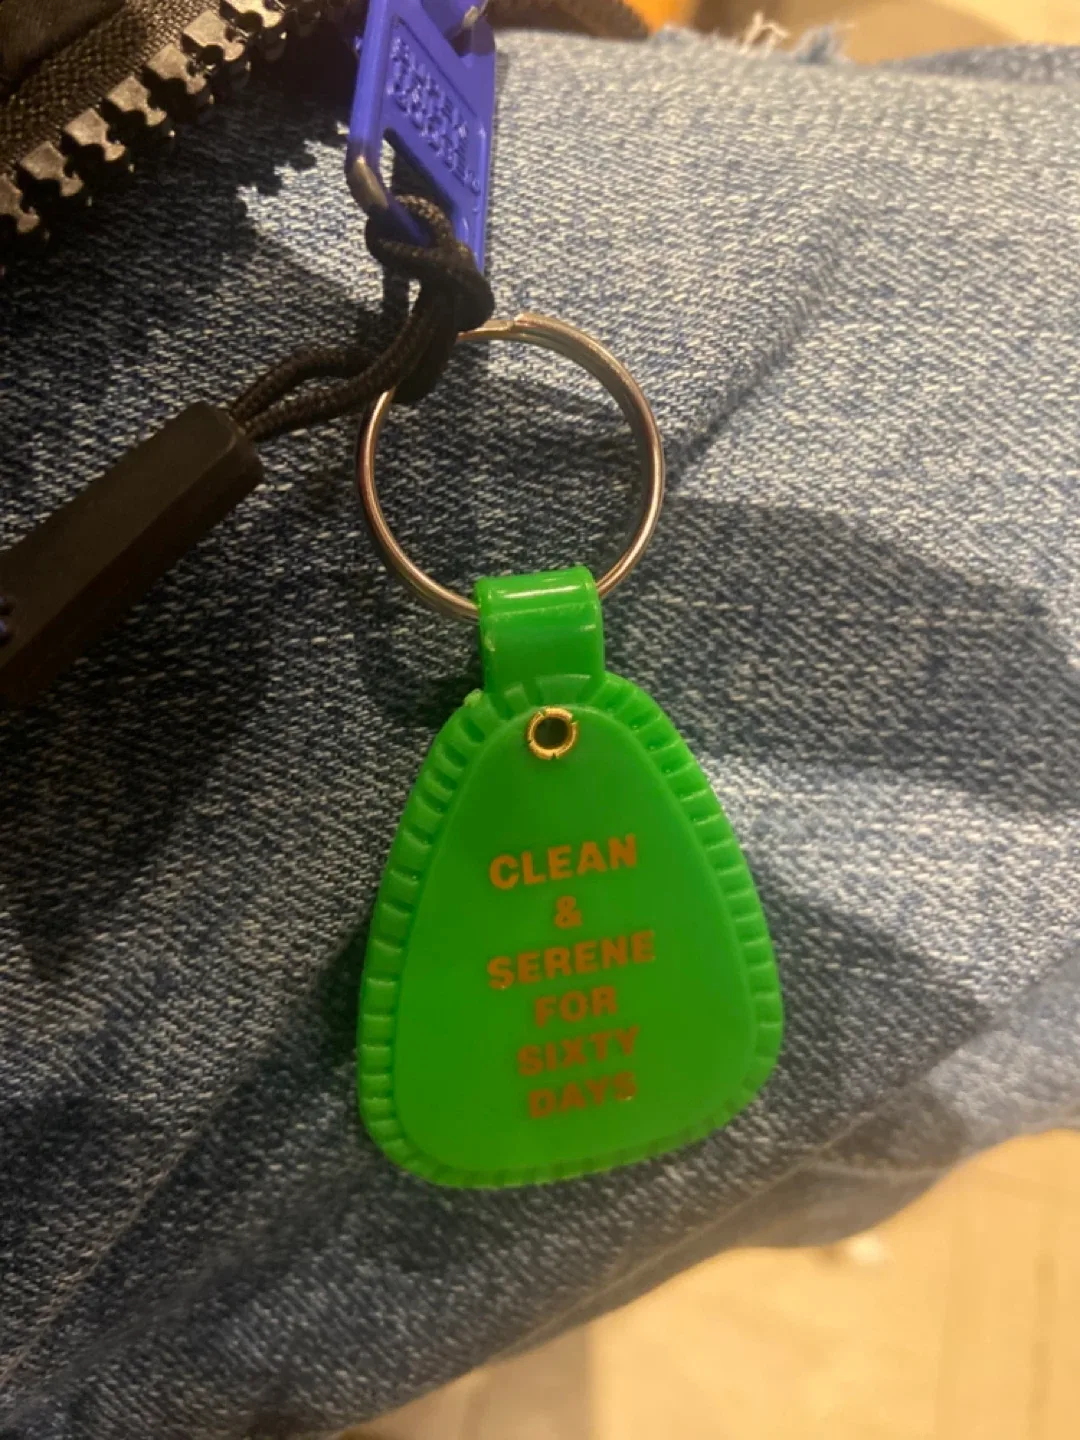 CLEAN
&
SERENE
FOR
SIXTY
DAYS